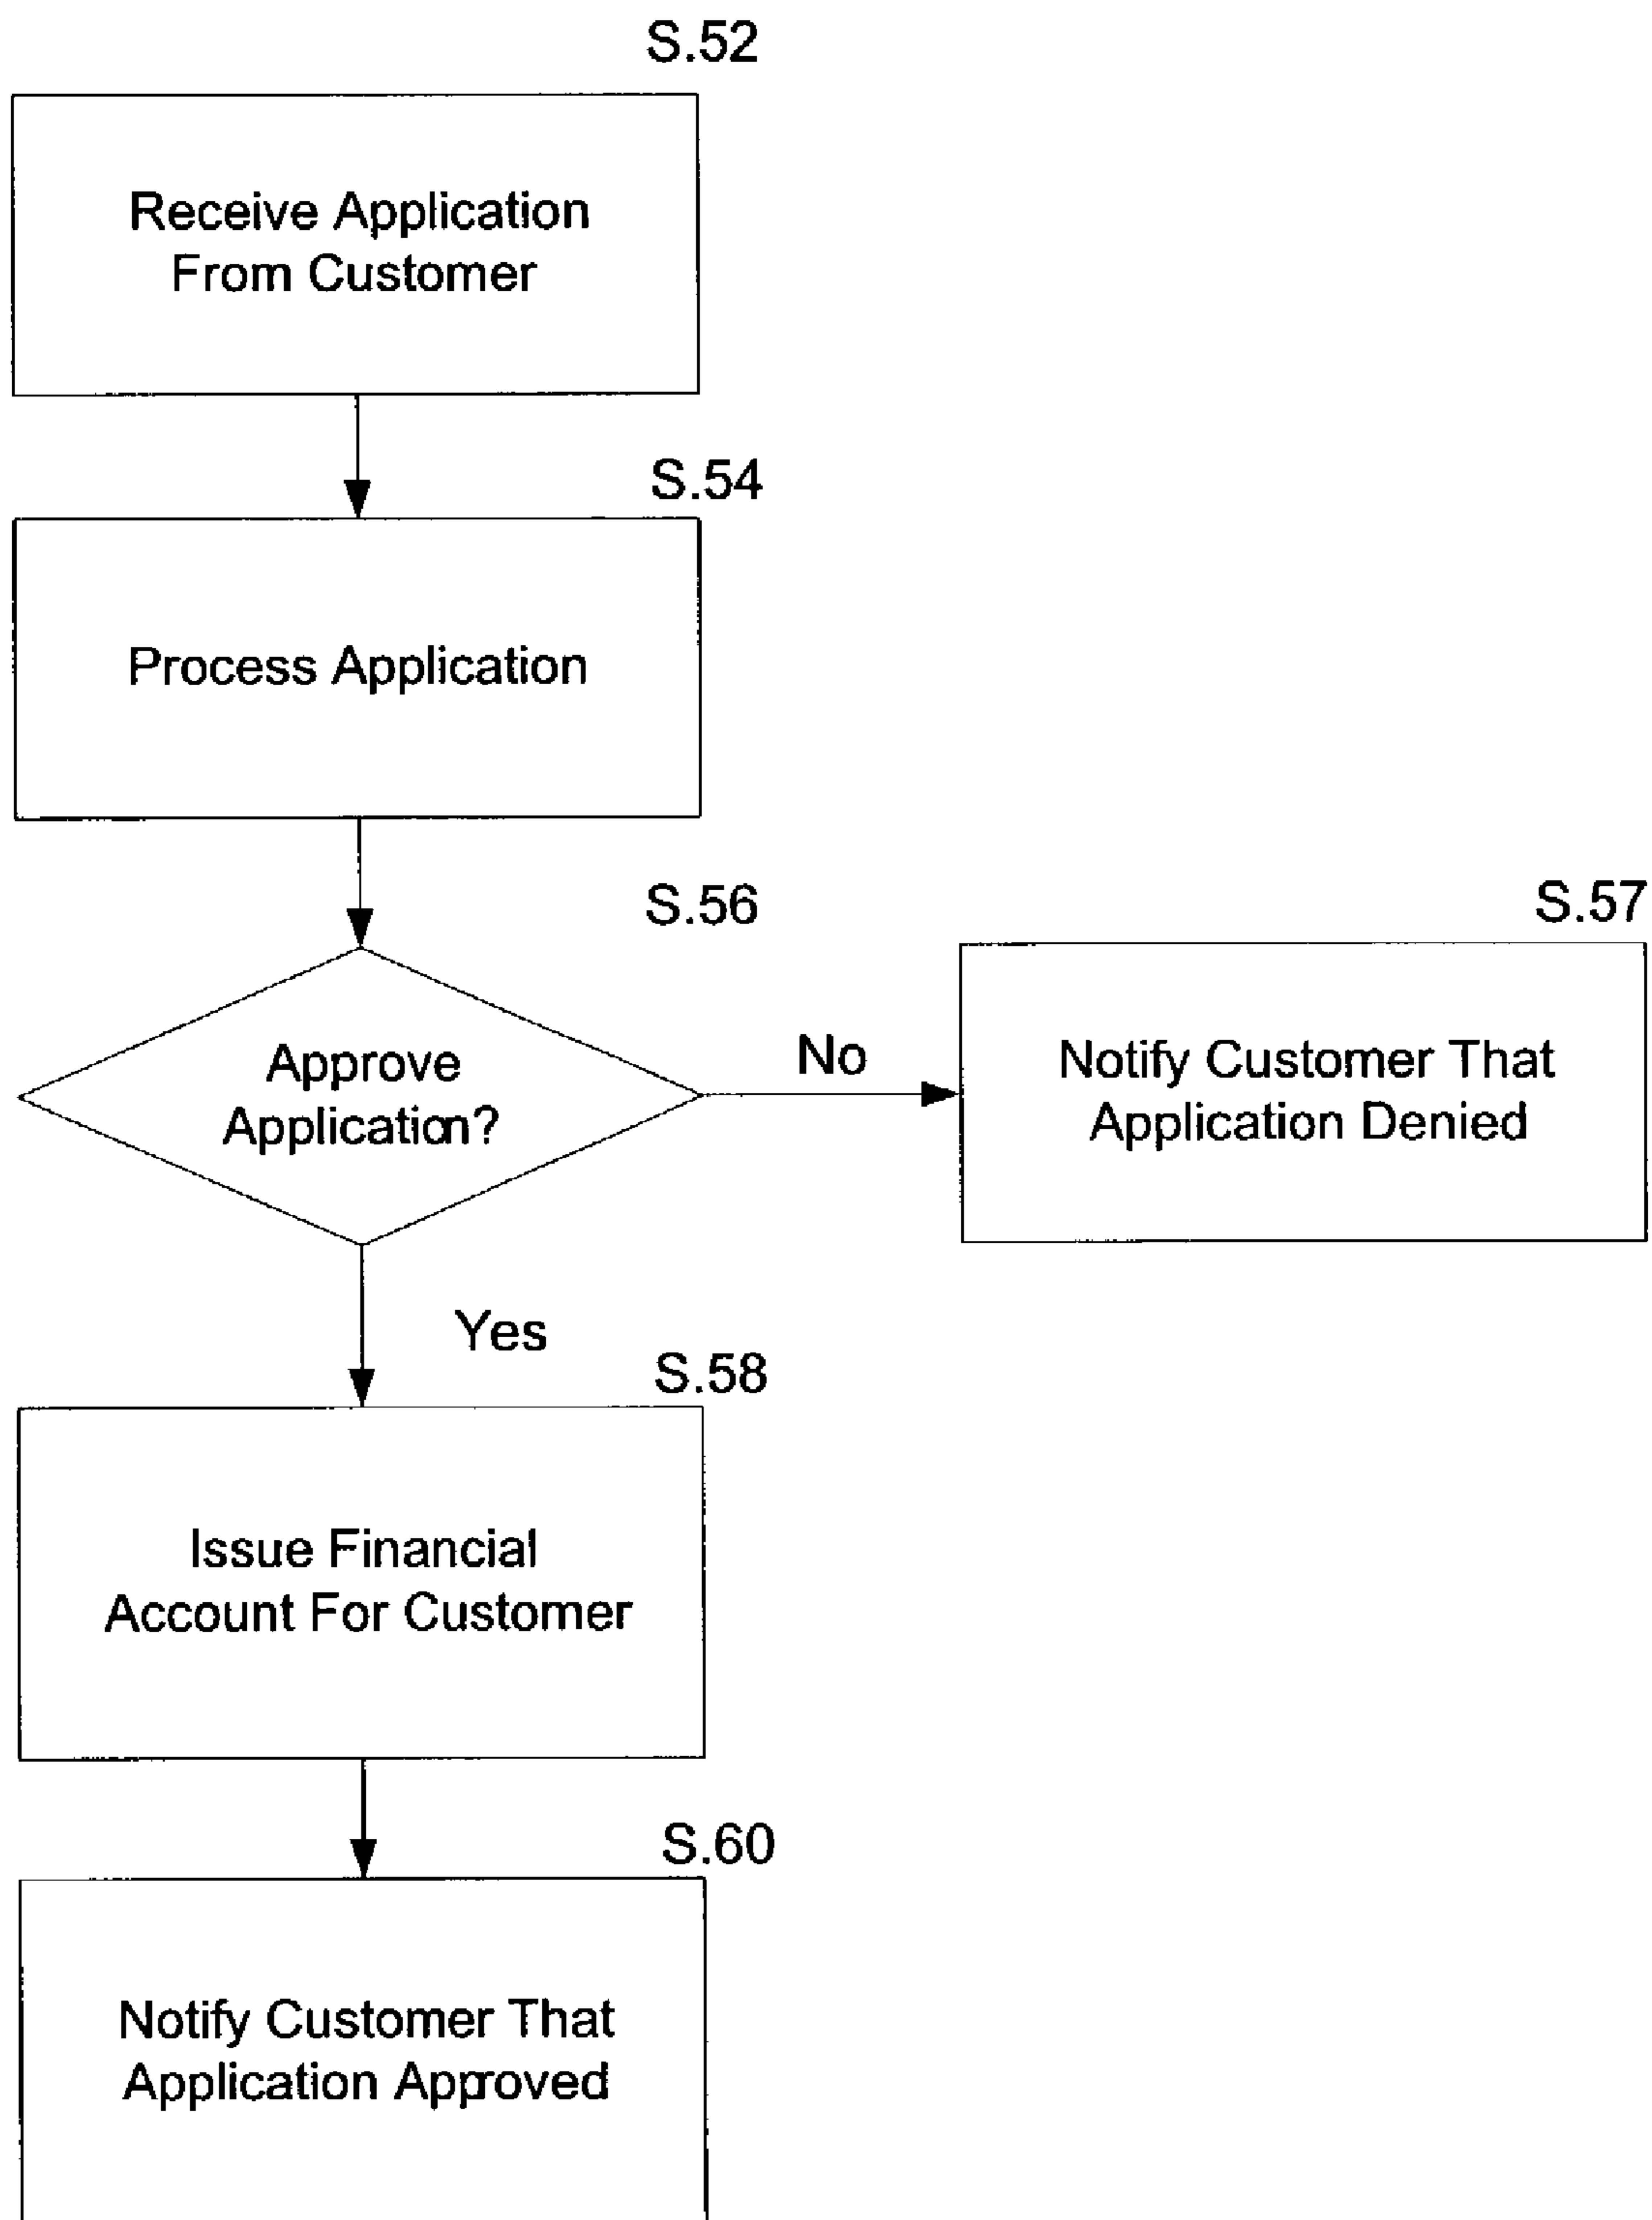 S.52
Receive Application
From Customer
S.54
Process Application
S.56
S.57
Approve
Application?
No
Notify Customer That
Application Denied
Yes
S.58
Issue Financial
Account For Customer
S.60
Notify Customer That
Application Approved